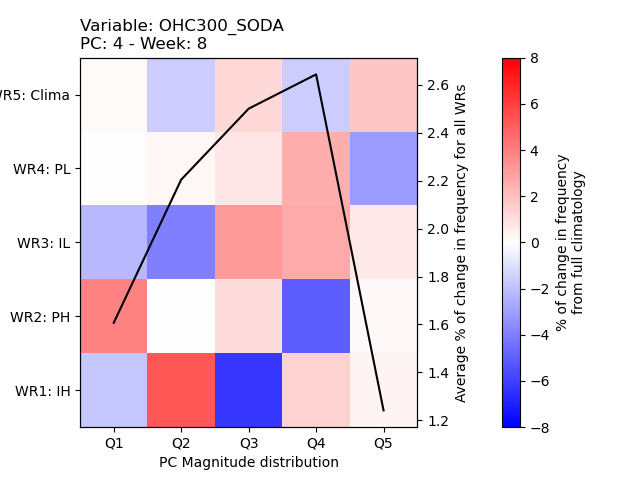 Variable: OHC300_SODA
PC: 4 - Week: 8
WR5: Clima
WR4: PL
WR3: IL
WR2: PH
WR1: IH
Q1 Q2 Q3 Q4 Q5
PC Magnitude distribution
2.6
2.4
2.2
2.0
1.8
1.6
1.4
1.2
Average % of change in frequency for all WRs
8
6
4
2
0
−2
−4
−6
−8
% of change in frequency
from full climatology